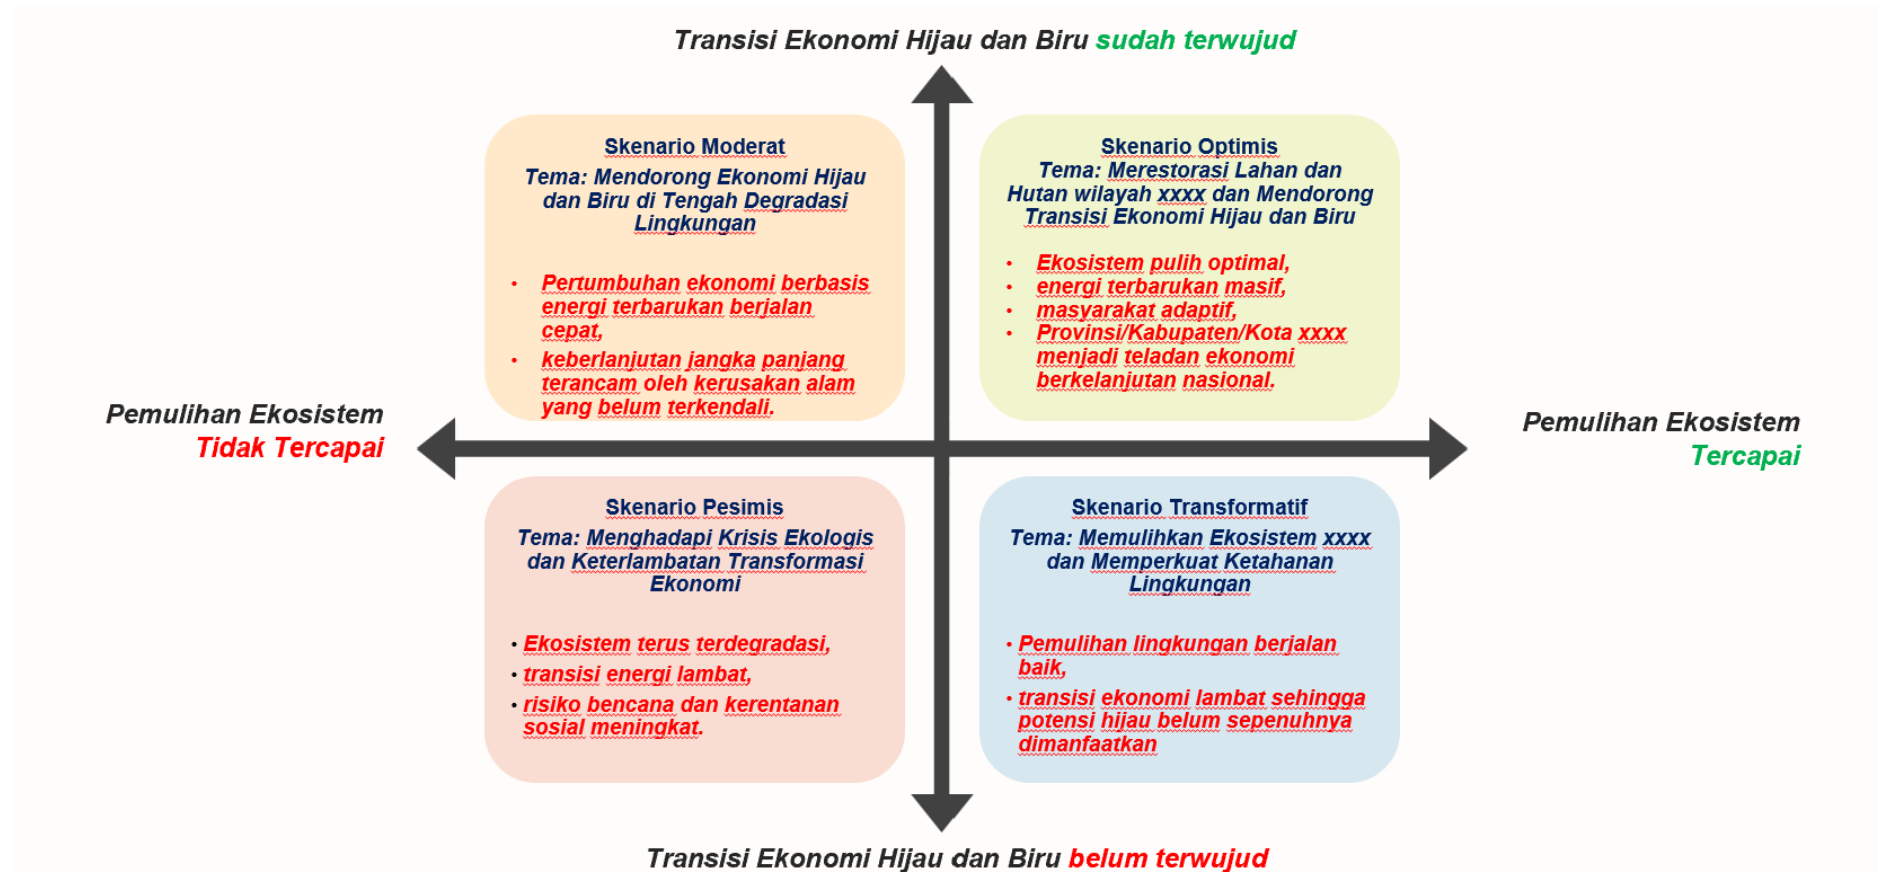 Transisi Ekonomi Hijau dan Biru sudah terwujud
Skenario Moderat
Tema: Mendorong Ekonomi Hijau
dan Biru di Tengah Degradasi
Lingkungan
• Pertumbuhan ekonomi berbasis
energi terbarukan berjalan
cepat,
• keberlanjutan jangka panjang
terancam oleh kerusakan alam
yang belum terkendali.
Skenario Optimis
Tema: Merestorasi Lahan dan
Hutan wilayah xxxx dan Mendorong
Transisi Ekonomi Hijau dan Biru
• Ekosistem pulih optimal,
• energi terbarukan masif,
• masyarakat adaptif,
• Provinsi/Kabupaten/Kota xxxx
menjadi teladan ekonomi
berkelanjutan nasional.
Pemulihan Ekosistem
Tidak Tercapai
Pemulihan Ekosistem
Tercapai
Skenario Pesimis
Tema: Menghadapi Krisis Ekologis
dan Keterlambatan Transformasi
Ekonomi
• Ekosistem terus terdegradasi,
• transisi energi lambat,
• risiko bencana dan kerentanan
sosial meningkat.
Skenario Transformatif
Tema: Memulihkan Ekosistem xxxx
dan Memperkuat Ketahanan
Lingkungan
• Pemulihan lingkungan berjalan
baik,
• transisi ekonomi lambat sehingga
potensi hijau belum sepenuhnya
dimanfaatkan
Transisi Ekonomi Hijau dan Biru belum terwujud